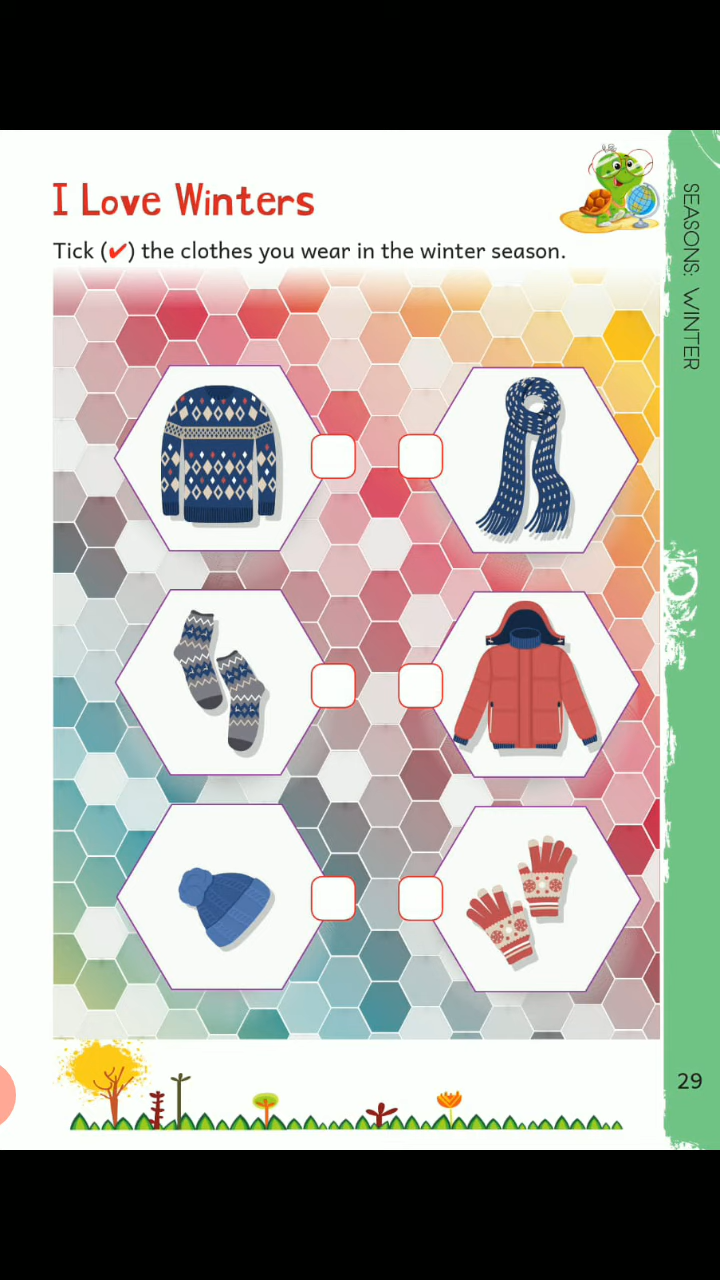 I Love Winters
Tick (✔) the clothes you wear in the winter season.
SEASONS: WINTER
29